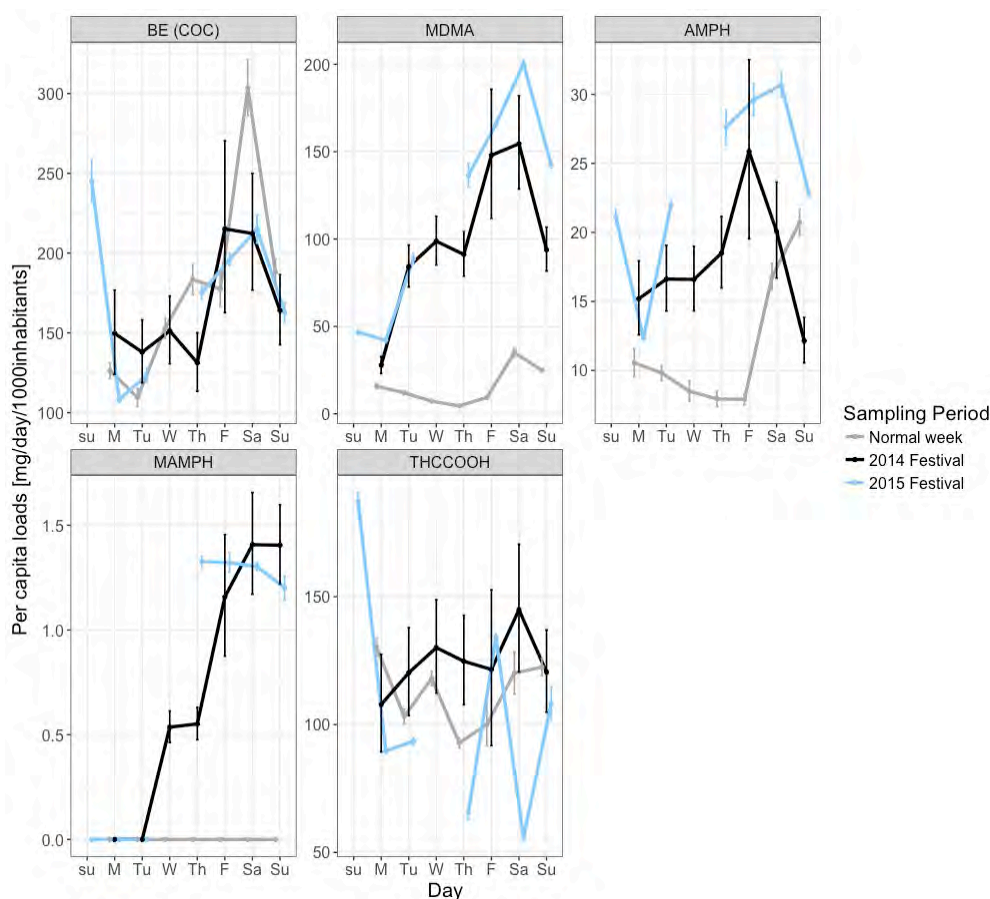 BE (COC) MDMA AMPH
300
250
200
150
100
200
150
100
50
0
30
25
20
15
10
su M Tu W Th F Sa Su
su M Tu W Th F Sa Su
su M Tu W Th F Sa Su
MAMPH THCCOOH
1.5
1.0
0.5
0.0
150
100
50
su M Tu W Th F Sa Su
su M Tu W Th F Sa Su
Day
Per capita loads [mg/day/1000inhabitants]
Sampling Period
Normal week
2014 Festival
2015 Festival